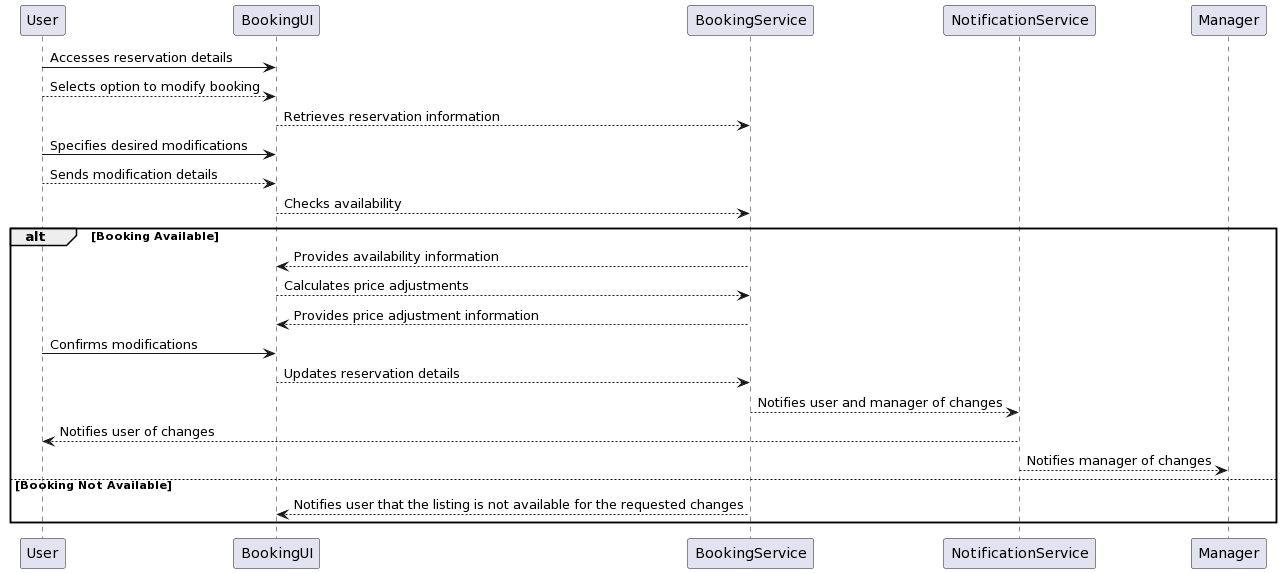 User BookingUI BookingService NotificationService Manager
Accesses reservation details
Selects option to modify booking
Retrieves reservation information
Specifies desired modifications
Sends modification details
Checks availability
alt [Booking Available]
Provides availability information
Calculates price adjustments
Provides price adjustment information
Confirms modifications
Updates reservation details
Notifies user and manager of changes
Notifies user of changes
Notifies manager of changes
[Booking Not Available]
Notifies user that the listing is not available for the requested changes
User BookingUI BookingService NotificationService Manager